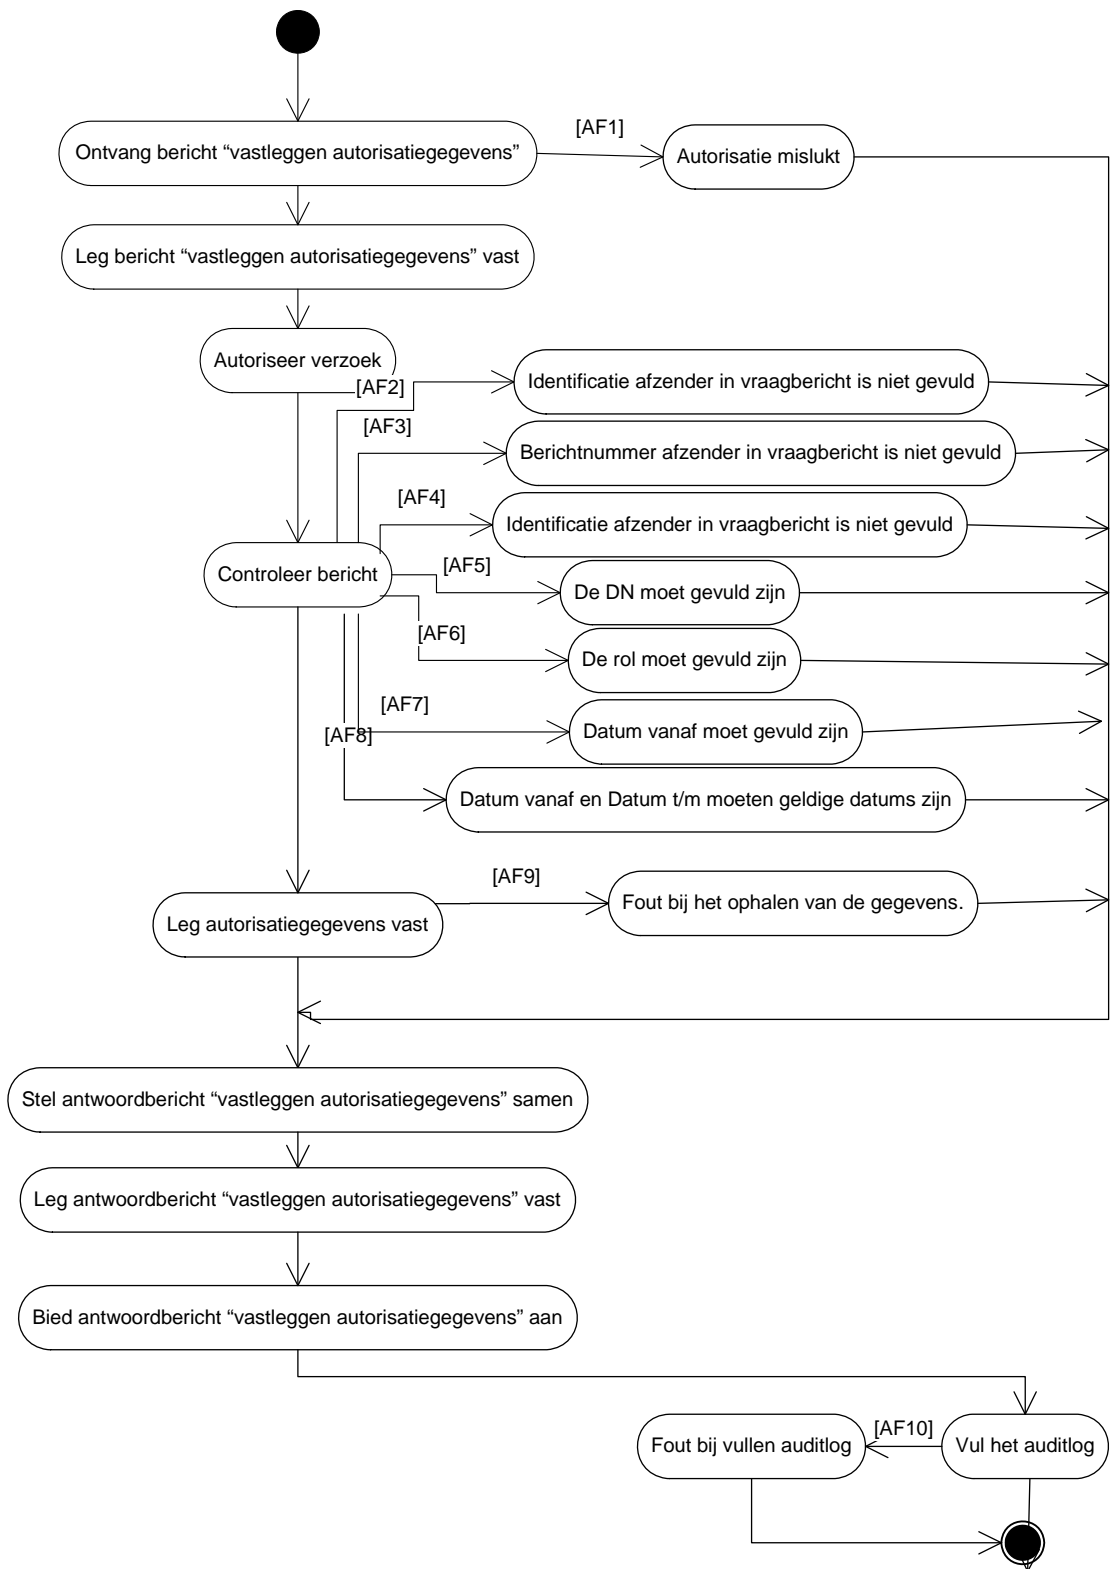 [AF1]
Ontvang bericht “vastleggen autorisatiegegevens”
Autorisatie mislukt
Leg bericht “vastleggen autorisatiegegevens” vast
Autoriseer verzoek
[AF2]
Identificatie afzender in vraagbericht is niet gevuld
[AF3]
Berichtnummer afzender in vraagbericht is niet gevuld
[AF4]
Identificatie afzender in vraagbericht is niet gevuld
Controleer bericht
[AF5]
De DN moet gevuld zijn
[AF6]
De rol moet gevuld zijn
[AF7]
Datum vanaf moet gevuld zijn
[AF8]
Datum vanaf en Datum t/m moeten geldige datums zijn
[AF9]
Fout bij het ophalen van de gegevens.
Leg autorisatiegegevens vast
Stel antwoordbericht “vastleggen autorisatiegegevens” samen
Leg antwoordbericht “vastleggen autorisatiegegevens” vast
Bied antwoordbericht “vastleggen autorisatiegegevens” aan
[AF10]
Fout bij vullen auditlog
Vul het auditlog